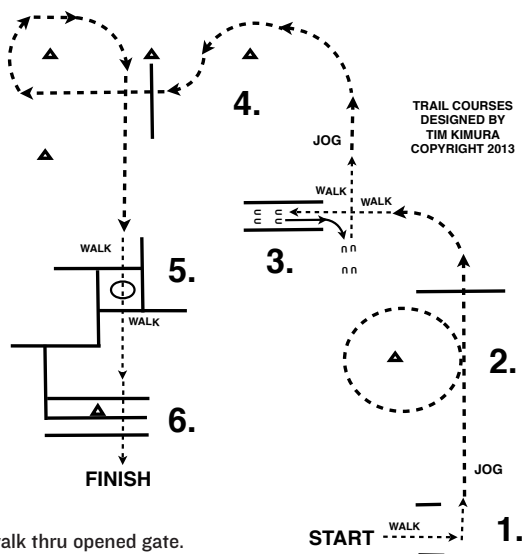 4.
TRAIL COURSES
DESIGNED BY
TIM KIMURA
COPYRIGHT 2013
JOG
WALK
WALK
3.
WALK
5.
WALK
2.
6.
FINISH
JOG
1.
WALK
START
alk thru opened gate.